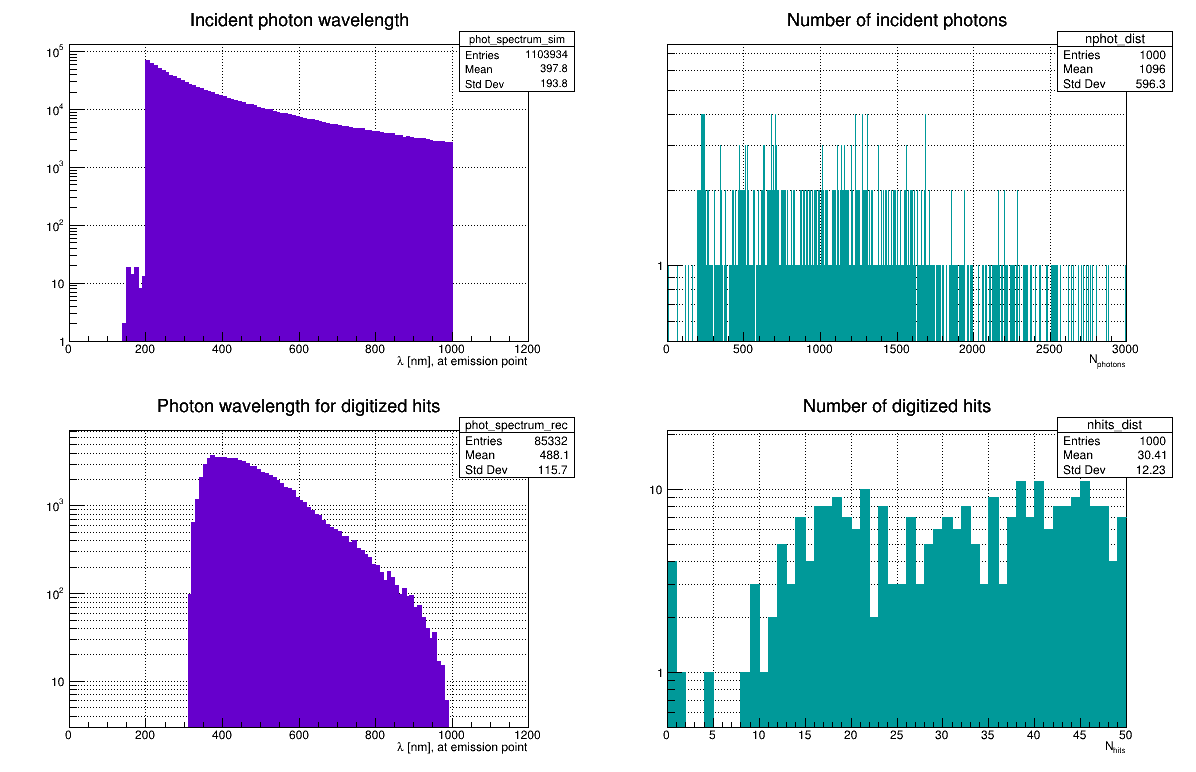 Incident photon wavelength
phot_spectrum_sim
Entries 1103934
Mean 397.8
Std Dev 193.8
10^5
10^4
10^3
10^2
10
1
0 200 400 600 800 1000 1200
λ [nm], at emission point
Number of incident photons
nphot_dist
Entries 1000
Mean 1096
Std Dev 596.3
1
0 500 1000 1500 2000 2500 3000
N_photons
Photon wavelength for digitized hits
phot_spectrum_rec
Entries 85332
Mean 488.1
Std Dev 115.7
10^3
10^2
10
0 200 400 600 800 1000 1200
λ [nm], at emission point
Number of digitized hits
nhits_dist
Entries 1000
Mean 30.41
Std Dev 12.23
10
1
0 5 10 15 20 25 30 35 40 45 50
N_hits